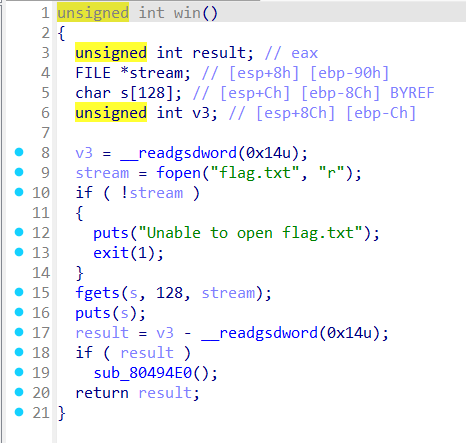 1 unsigned int win()
2 {
3 unsigned int result; // eax
4 FILE *stream; // [esp+8h] [ebp-90h]
5 char s[128]; // [esp+Ch] [ebp-8Ch] BYREF
6 unsigned int v3; // [esp+8Ch] [ebp-Ch]
7
8 v3 = __readgsdword(0x14u);
9 stream = fopen("flag.txt", "r");
10 if ( !stream )
11 {
12 puts("Unable to open flag.txt");
13 exit(1);
14 }
15 fgets(s, 128, stream);
16 puts(s);
17 result = v3 - __readgsdword(0x14u);
18 if ( result )
19 sub_80494E0();
20 return result;
21 }